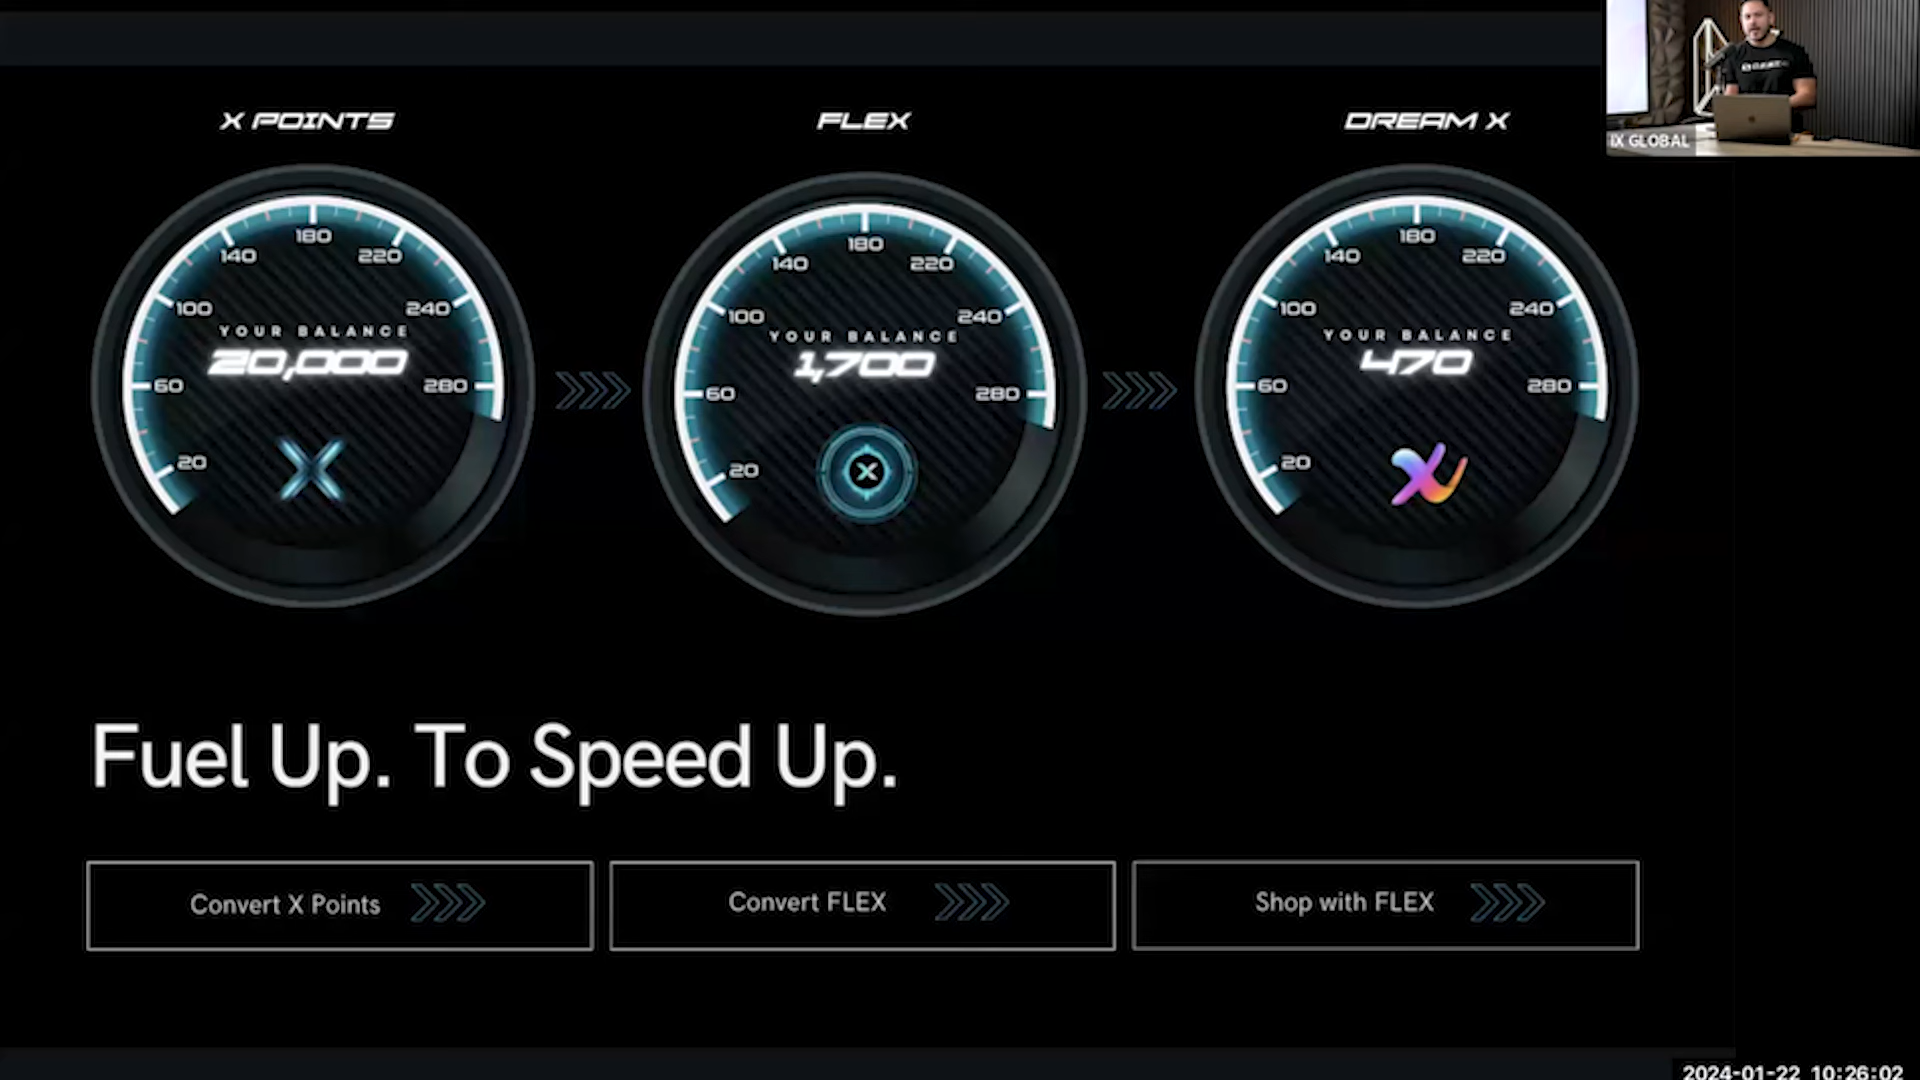 X POINTS
FLEX
DREAM X
IX GLOBAL
20
60
100
140
180
220
240
280
YOUR BALANCE
20,000
20
60
100
140
180
220
240
280
YOUR BALANCE
1,700
20
60
100
140
180
220
240
280
YOUR BALANCE
470
Fuel Up. To Speed Up.
Convert X Points
Convert FLEX
Shop with FLEX
2024-01-22 10:26:02